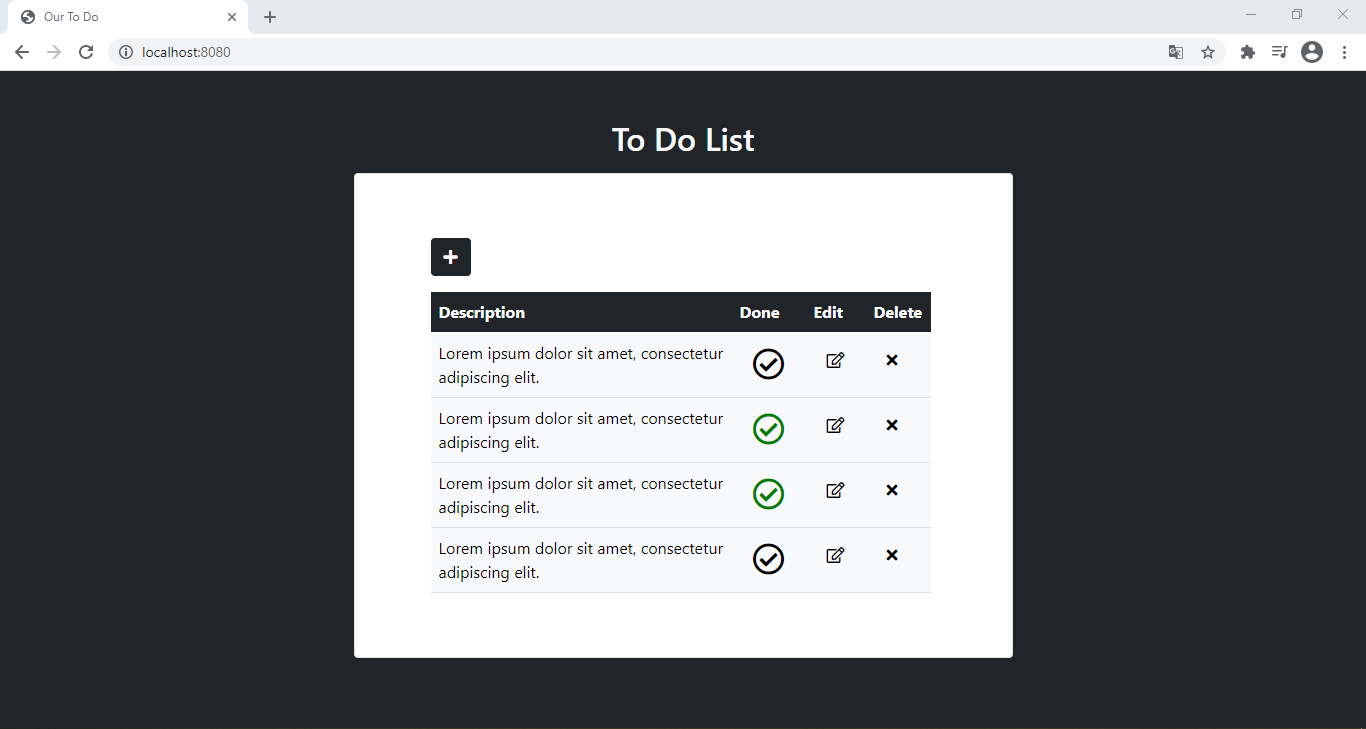 Our To Do
localhost:8080
To Do List
Description Done Edit Delete
Lorem ipsum dolor sit amet, consectetur
adipiscing elit.
Lorem ipsum dolor sit amet, consectetur
adipiscing elit.
Lorem ipsum dolor sit amet, consectetur
adipiscing elit.
Lorem ipsum dolor sit amet, consectetur
adipiscing elit.